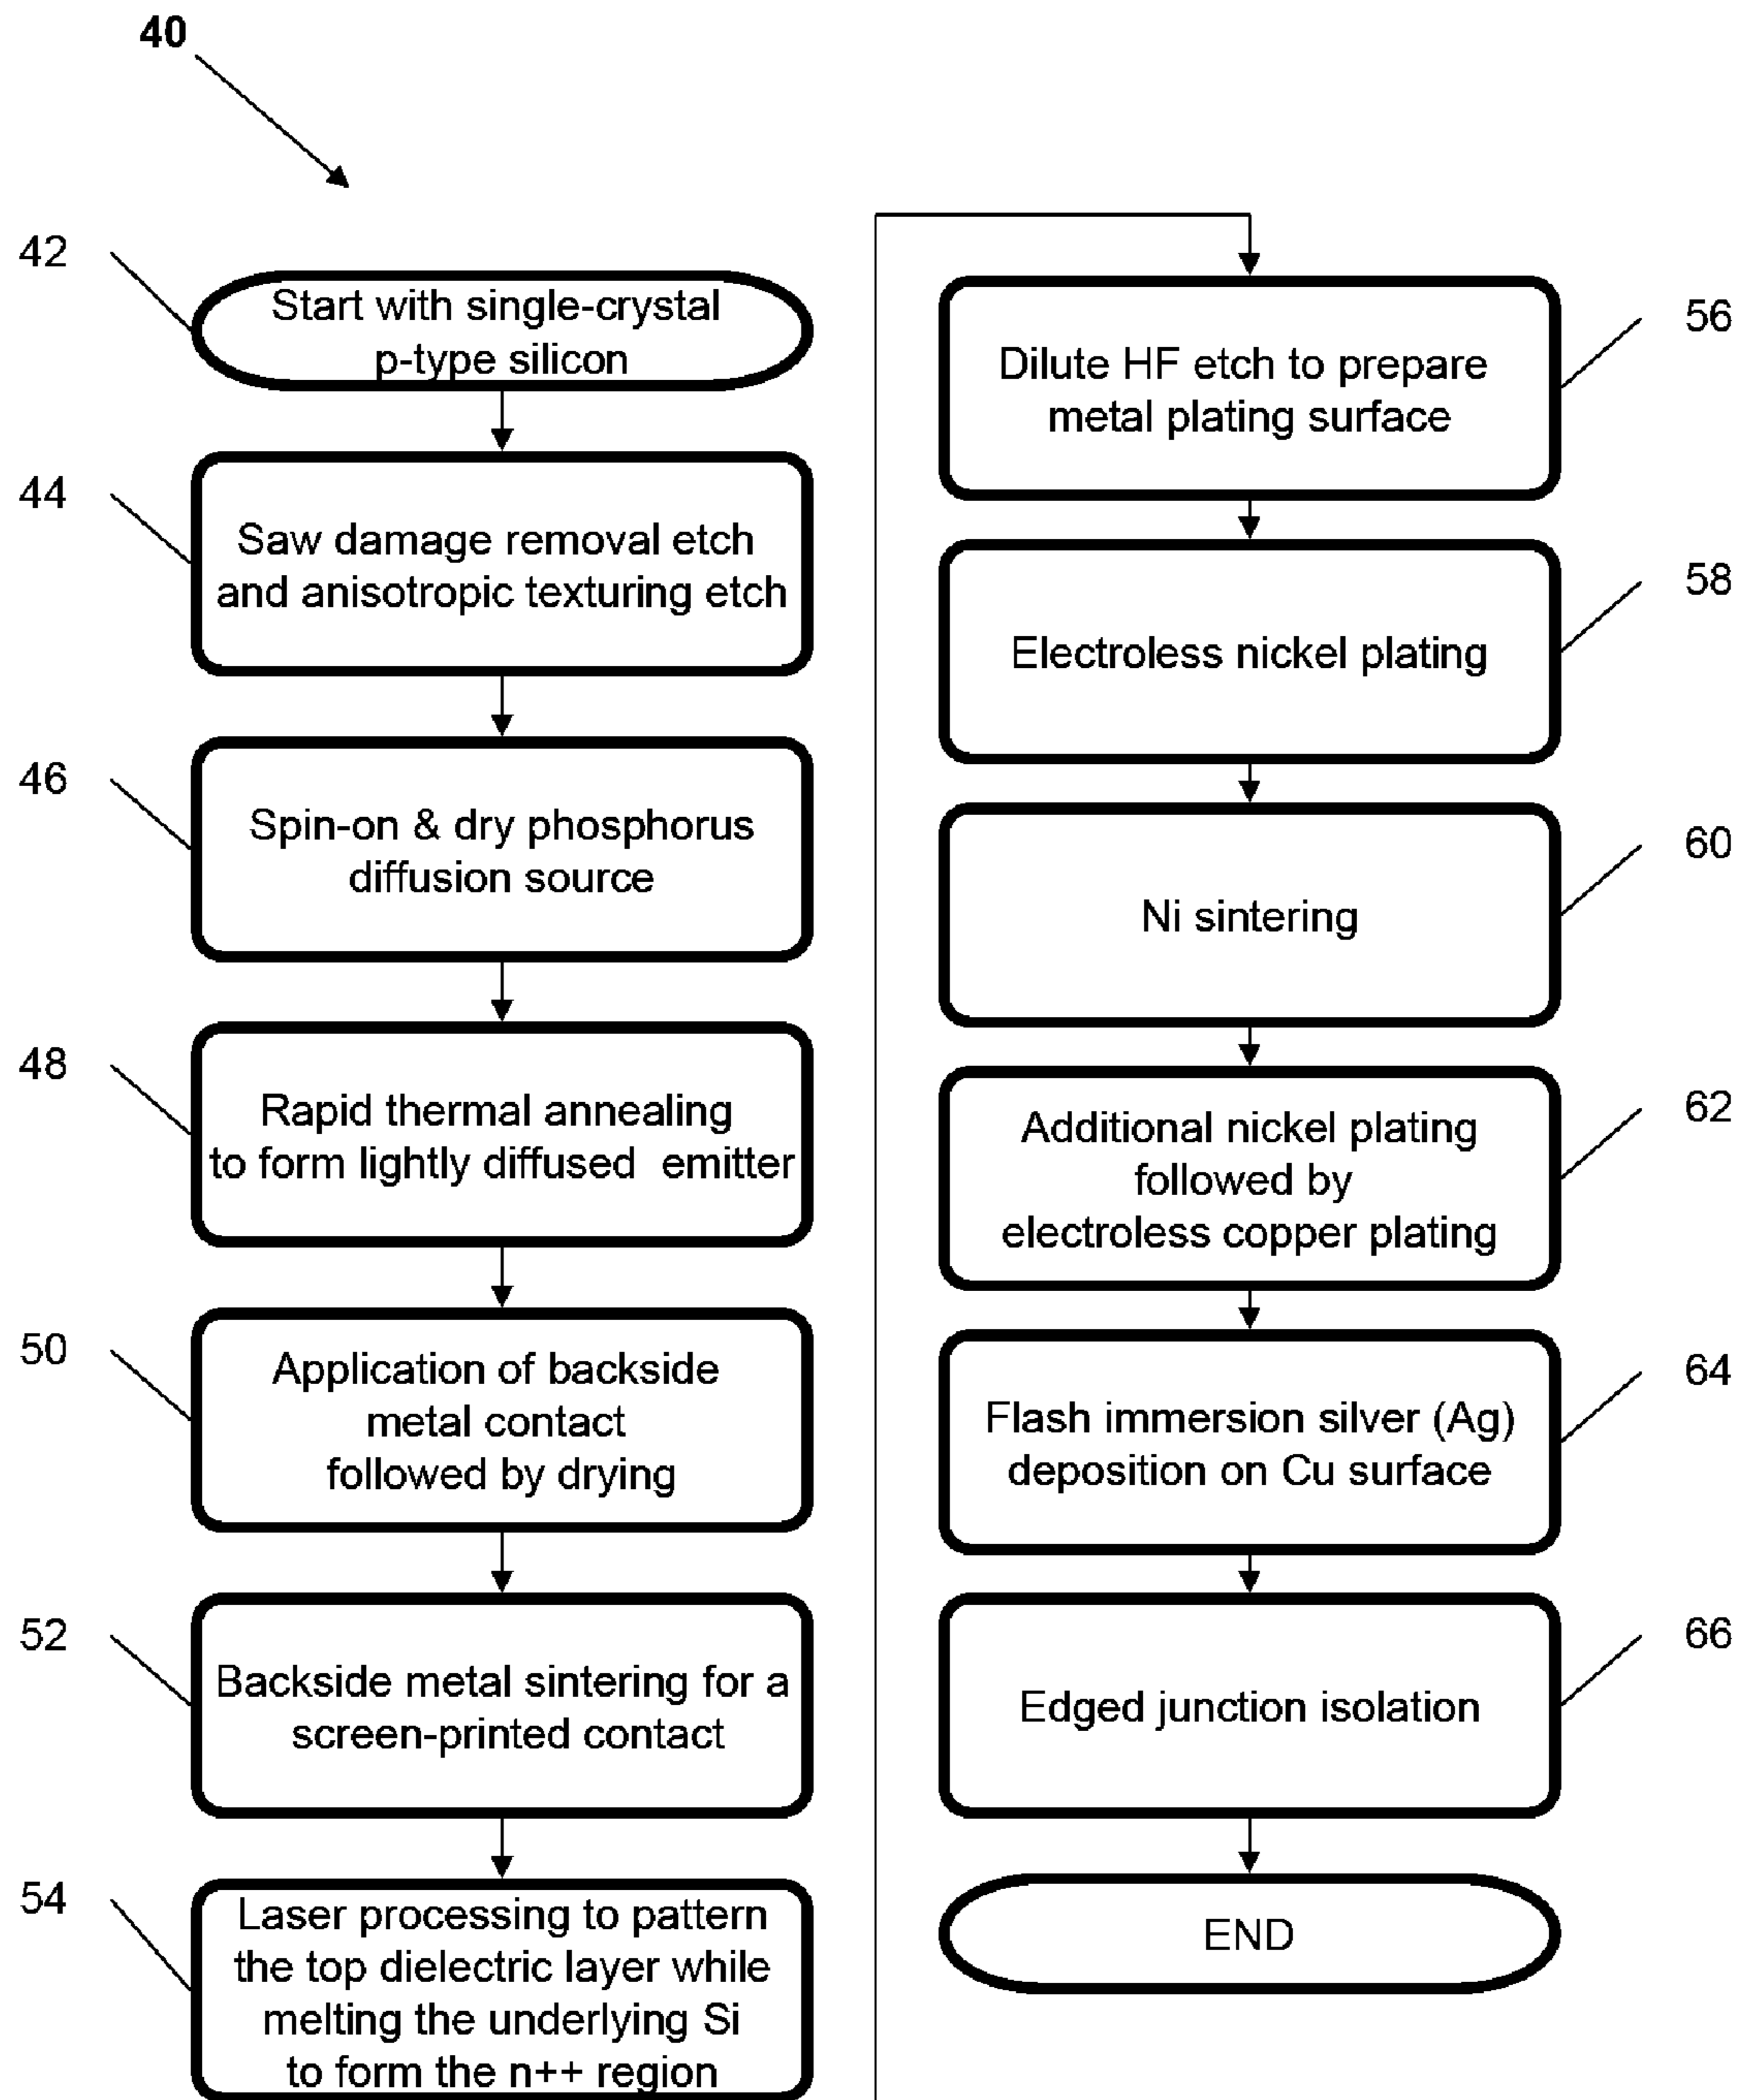 40
42
Start with single-crystal
p-type silicon
44
Saw damage removal etch
and anisotropic texturing etch
46
Spin-on & dry phosphorus
diffusion source
48
Rapid thermal annealing
to form lightly diffused emitter
50
Application of backside
metal contact
followed by drying
52
Backside metal sintering for a
screen-printed contact
54
Laser processing to pattern
the top dielectric layer while
melting the underlying Si
to form the n++ region
56
Dilute HF etch to prepare
metal plating surface
58
Electroless nickel plating
60
Ni sintering
62
Additional nickel plating
followed by
electroless copper plating
64
Flash immersion silver (Ag)
deposition on Cu surface
66
Edged junction isolation
END